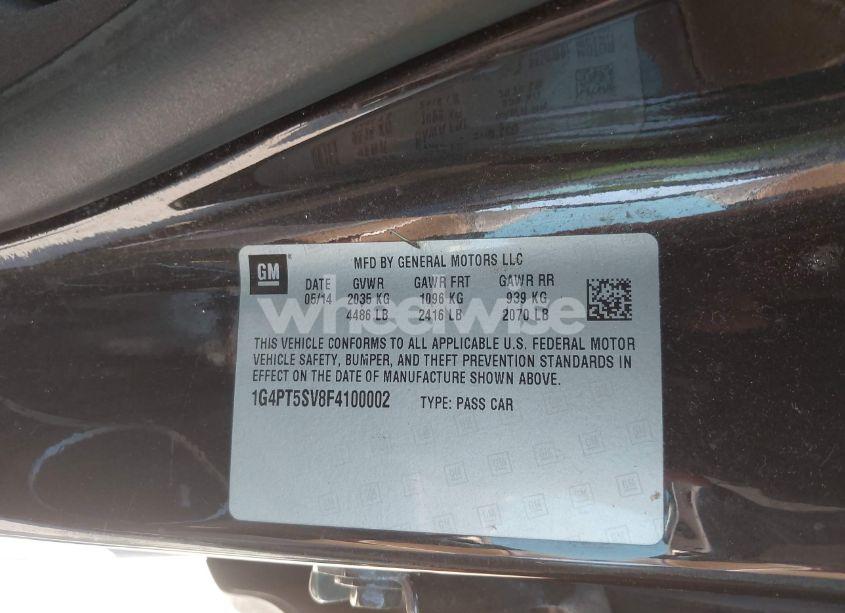 GM
MFD BY GENERAL MOTORS LLC
DATE GVWR GAWR FRT GAWR RR
05/14 2035 KG 1096 KG 939 KG
4486 LB 2416 LB 2070 LB
wheelwise
THIS VEHICLE CONFORMS TO ALL APPLICABLE U.S. FEDERAL MOTOR
VEHICLE SAFETY, BUMPER, AND THEFT PREVENTION STANDARDS IN
EFFECT ON THE DATE OF MANUFACTURE SHOWN ABOVE.
1G4PT5SV8F4100002 TYPE: PASS CAR